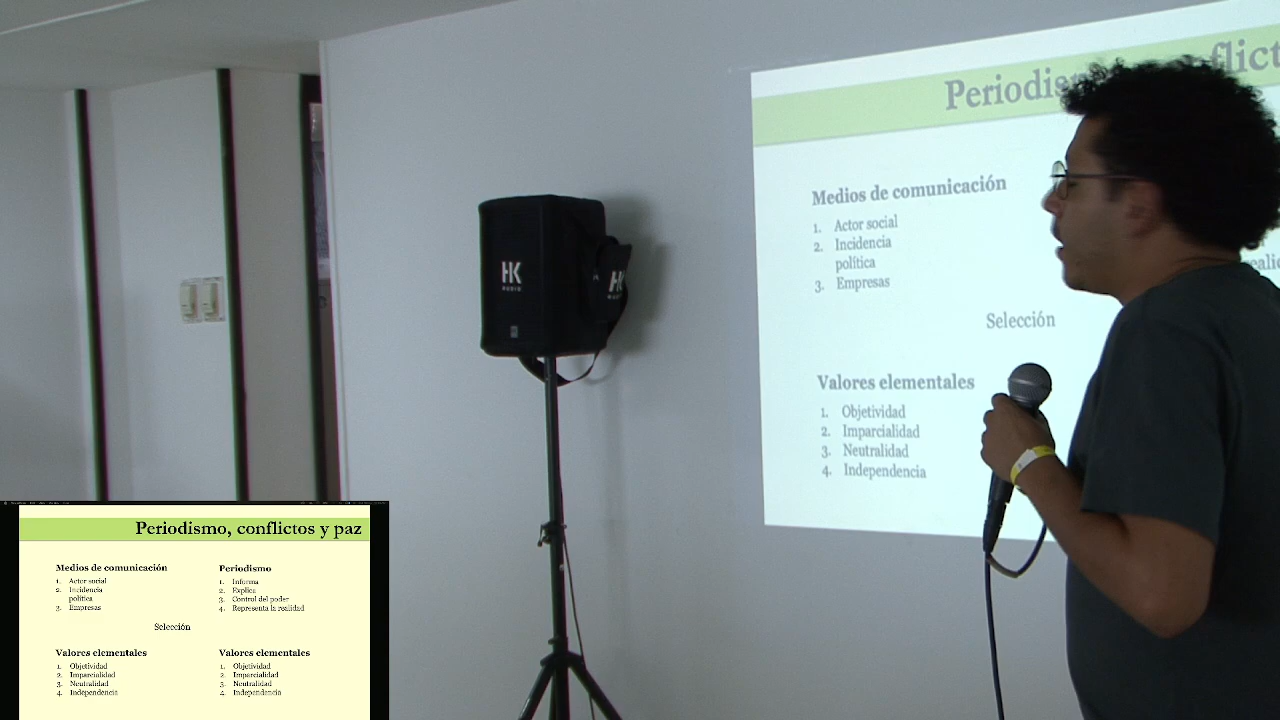 Periodis
flict
Medios de comunicación
1. Actor social
2. Incidencia
política
3. Empresas
Selección
Valores elementales
1. Objetividad
2. Imparcialidad
3. Neutralidad
4. Independencia
HK
AUDIO
HK
Periodismo, conflictos y paz
Medios de comunicación
1. Actor social
2. Incidencia
política
3. Empresas
Periodismo
1. Informa
2. Explica
3. Control del poder
4. Representa la realidad
Selección
Valores elementales
1. Objetividad
2. Imparcialidad
3. Neutralidad
4. Independencia
Valores elementales
1. Objetividad
2. Imparcialidad
3. Neutralidad
4. Independencia